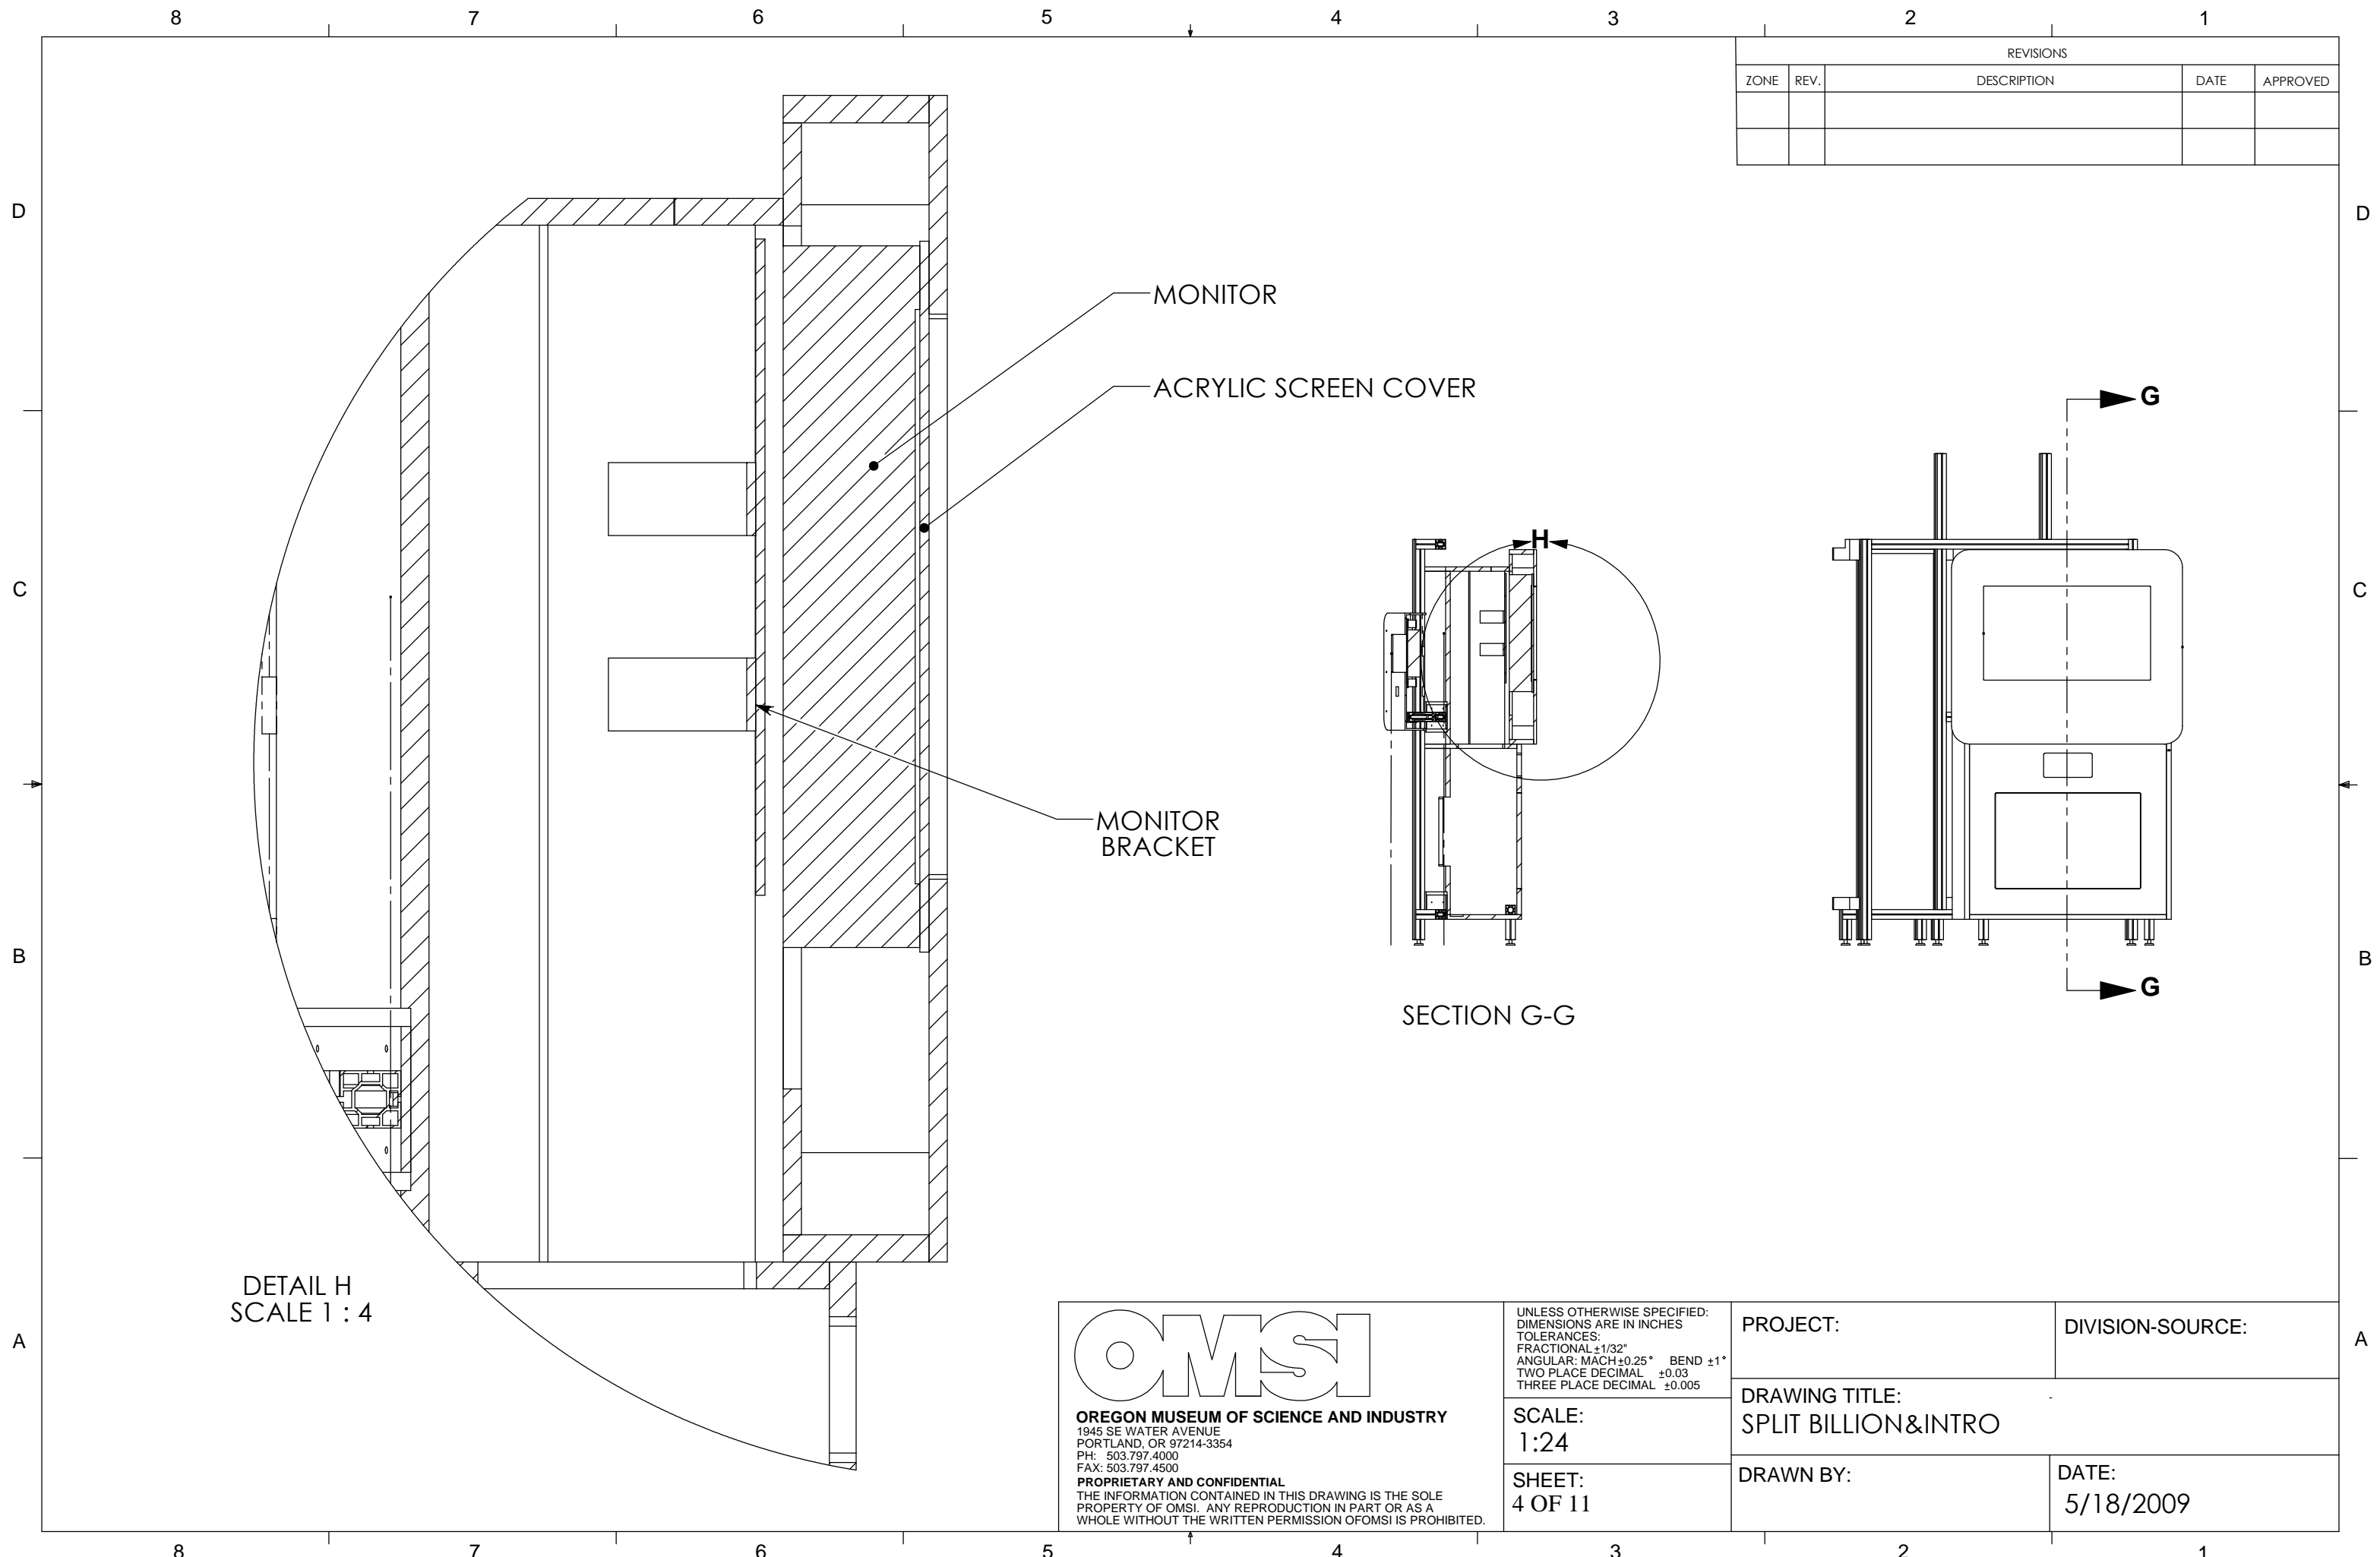 8 7 6 5 4 3 2 1
REVISIONS
ZONE REV. DESCRIPTION DATE APPROVED
D D
MONITOR
ACRYLIC SCREEN COVER
G
H
C C
MONITOR
BRACKET
B B
G
SECTION G-G
DETAIL H
SCALE 1 : 4
A A
OMSI
OREGON MUSEUM OF SCIENCE AND INDUSTRY
1945 SE WATER AVENUE
PORTLAND, OR 97214-3354
PH: 503.797.4000
FAX: 503.797.4500
PROPRIETARY AND CONFIDENTIAL
THE INFORMATION CONTAINED IN THIS DRAWING IS THE SOLE
PROPERTY OF OMSI. ANY REPRODUCTION IN PART OR AS A
WHOLE WITHOUT THE WRITTEN PERMISSION OFOMSI IS PROHIBITED.
UNLESS OTHERWISE SPECIFIED:
DIMENSIONS ARE IN INCHES
TOLERANCES:
FRACTIONAL ±1/32"
ANGULAR: MACH±0.25° BEND ±1°
TWO PLACE DECIMAL ±0.03
THREE PLACE DECIMAL ±0.005
SCALE:
1:24
SHEET:
4 OF 11
PROJECT:
DIVISION-SOURCE:
DRAWING TITLE: -
SPLIT BILLION&INTRO
DRAWN BY:
DATE:
5/18/2009
8 7 6 5 4 3 2 1